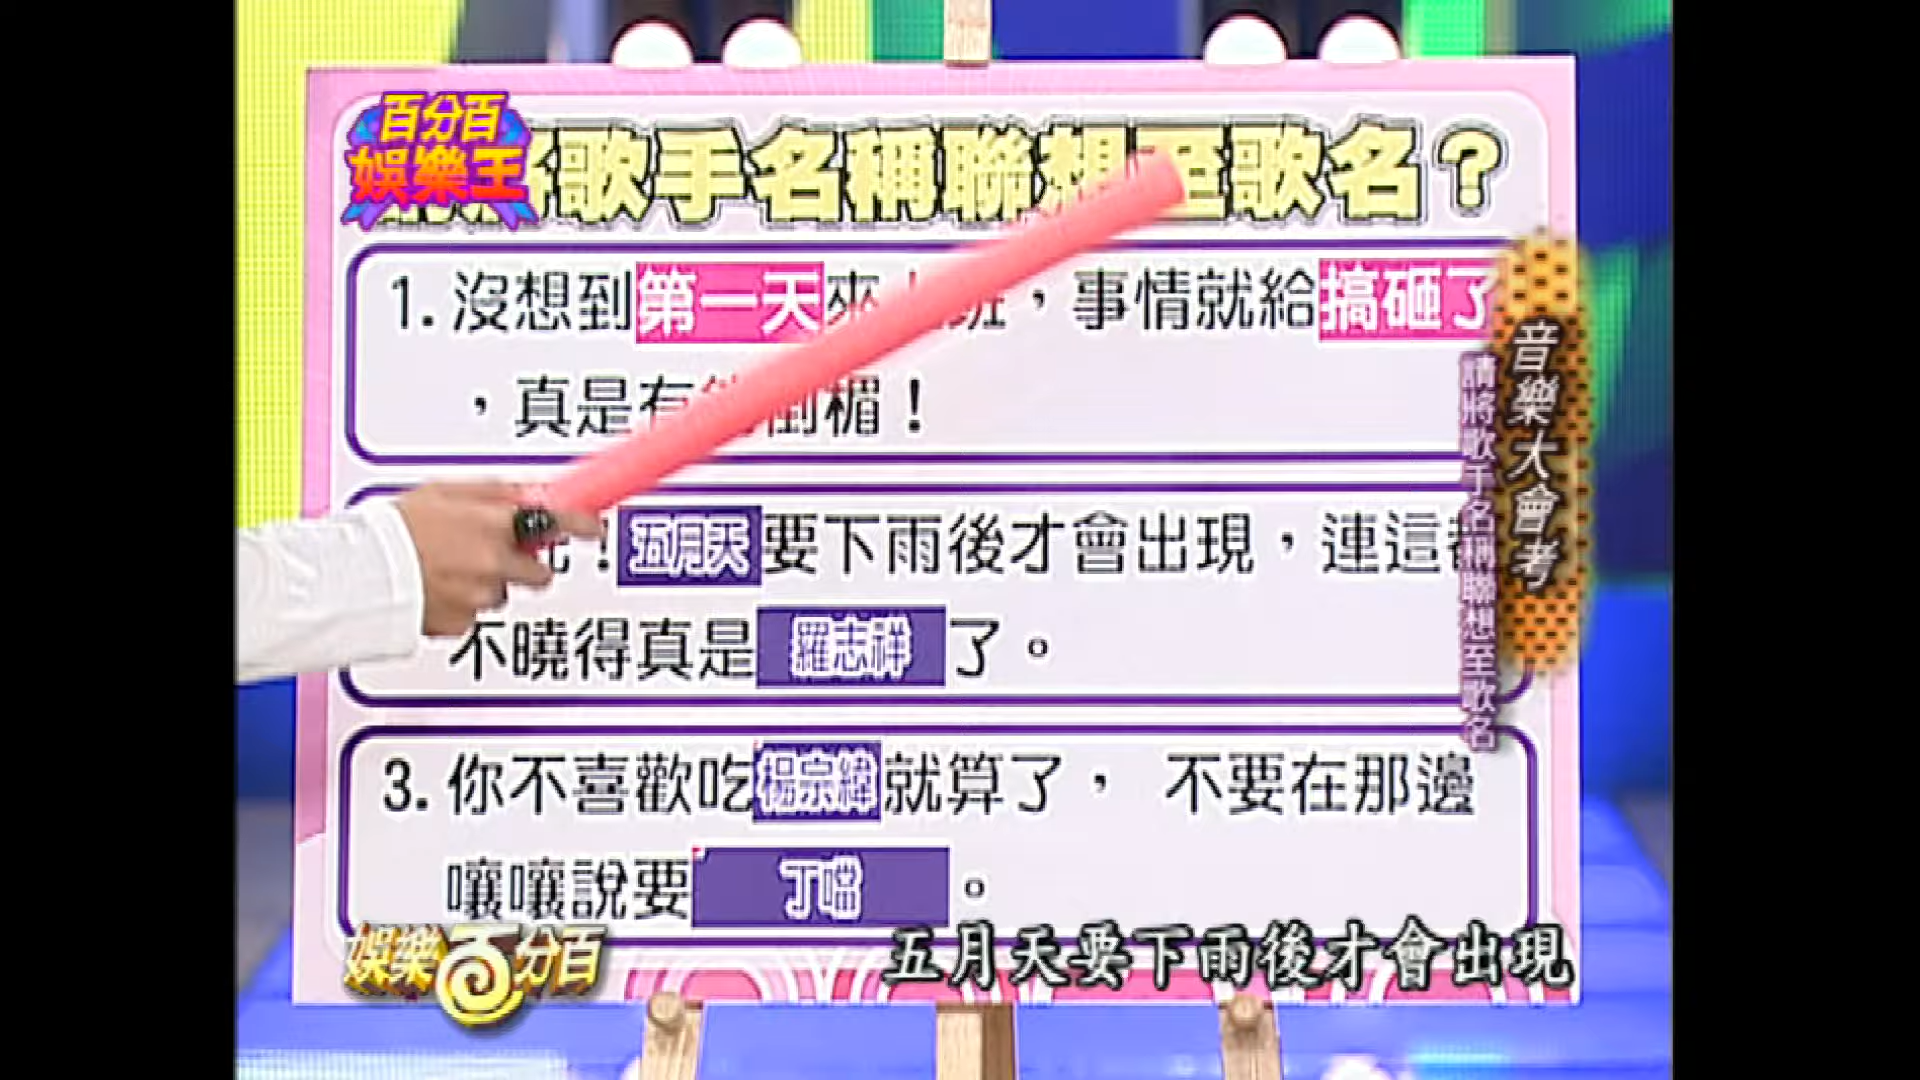 百分百
娛樂王
歌手名稱聯想至歌名？
1. 沒想到第一天來班，事情就給搞砸了
，真是有倒楣！
！五月天要下雨後才會出現，連這
不曉得真是羅志祥了。
3. 你不喜歡吃楊宗緯就算了， 不要在那邊
嚷嚷說要丁噹。
音樂大會考
請將歌手名稱聯想至歌名
娛樂百分百
五月天要下雨後才會出現